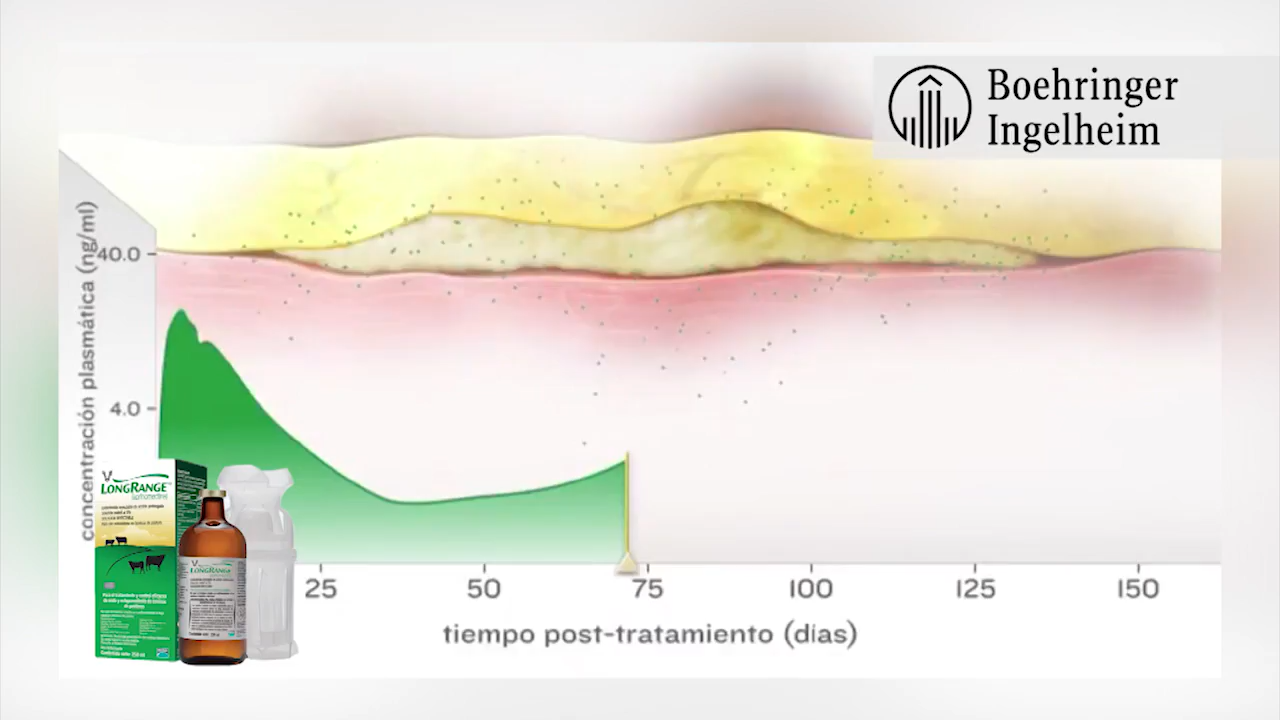 Boehringer
Ingelheim
concentración plasmática (ng/ml)
40.0
4.0
25
50
75
100
125
150
tiempo post-tratamiento (días)
LONGRANGE
LONGRANGE